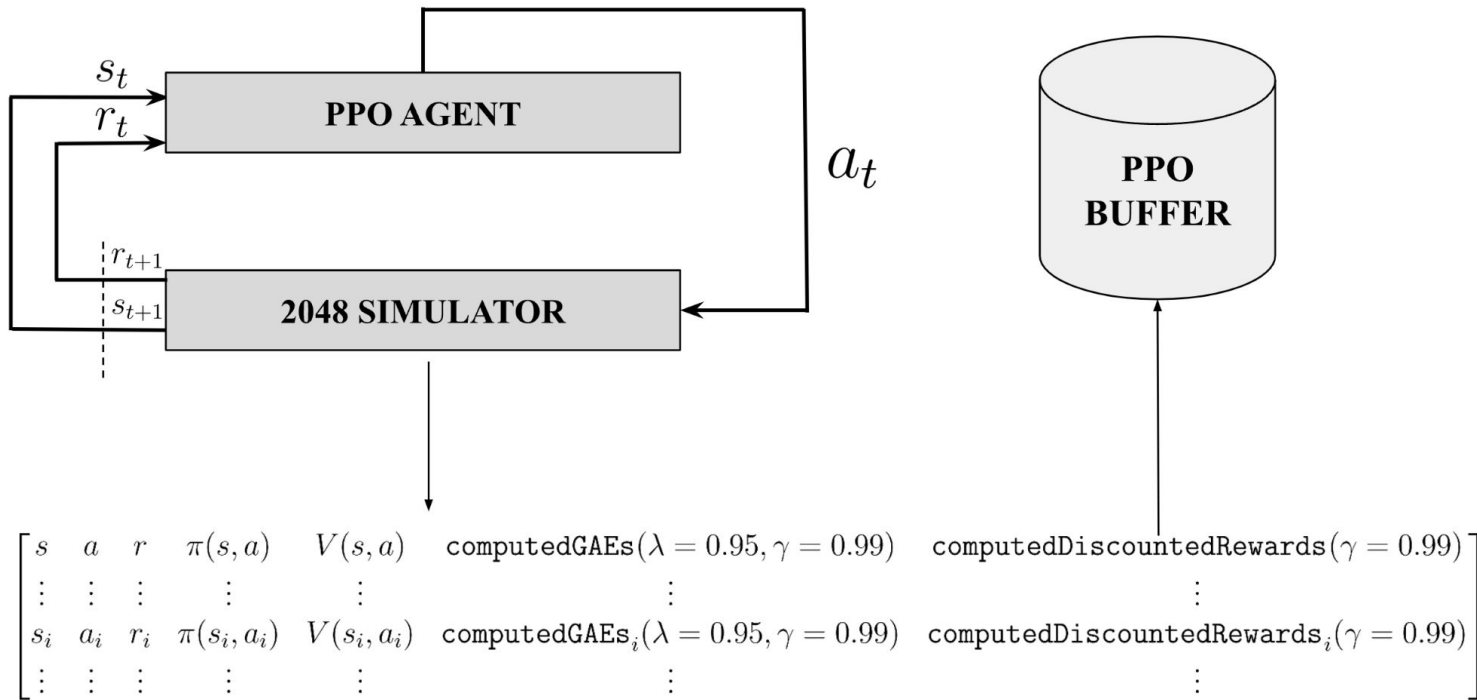 s_t
r_t
PPO AGENT
a_t
PPO
BUFFER
r_{t+1}
s_{t+1}
2048 SIMULATOR
s a r π(s, a) V(s, a) computedGAEs(λ = 0.95, γ = 0.99) computedDiscountedRewards(γ = 0.99)
⋮ ⋮ ⋮ ⋮ ⋮ ⋮ ⋮
s_i a_i r_i π(s_i, a_i) V(s_i, a_i) computedGAEs_i(λ = 0.95, γ = 0.99) computedDiscountedRewards_i(γ = 0.99)
⋮ ⋮ ⋮ ⋮ ⋮ ⋮ ⋮